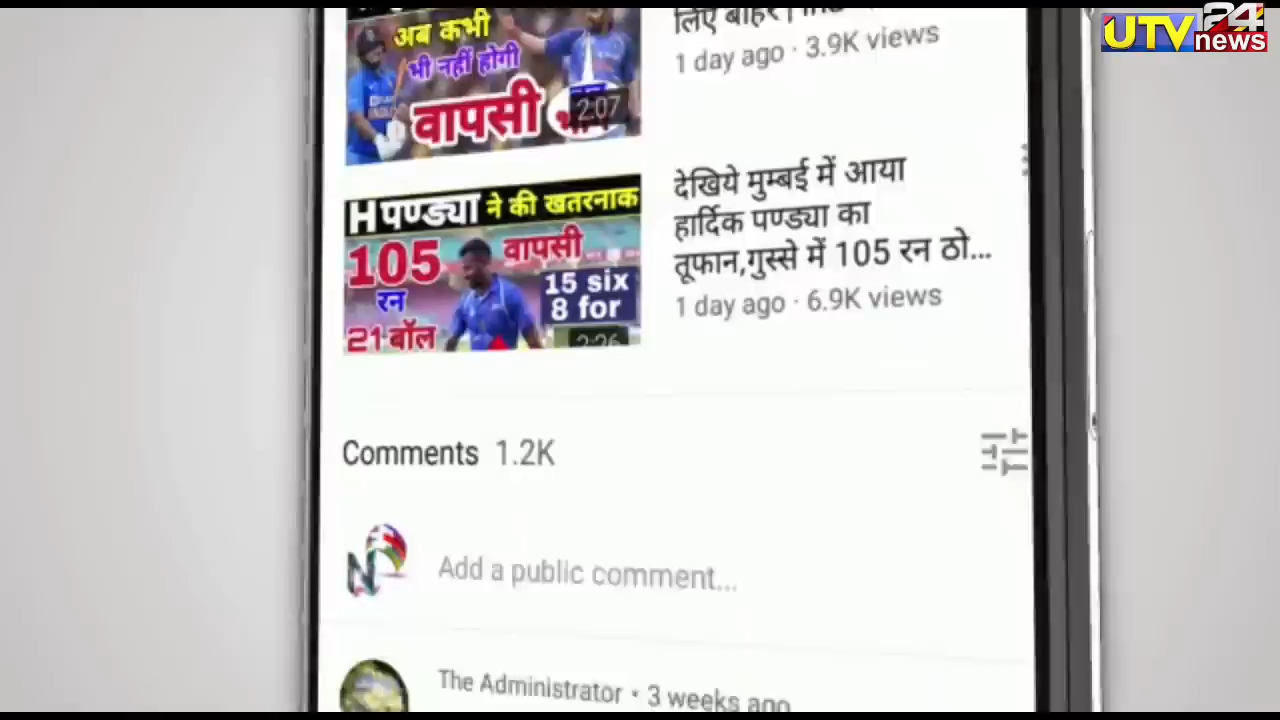 UTV 24 news
अब कभी
भी नहीं होगी
वापसी
2:07
लिए बाहर
1 day ago · 3.9K views
H पण्ड्या ने की खतरनाक
105 वापसी
रन
21 बॉल
15 six
8 for
2:26
देखिये मुम्बई में आया
हार्दिक पण्ड्या का
तूफान,गुस्से में 105 रन ठो...
1 day ago · 6.9K views
Comments 1.2K
Add a public comment...
The Administrator • 3 weeks ago